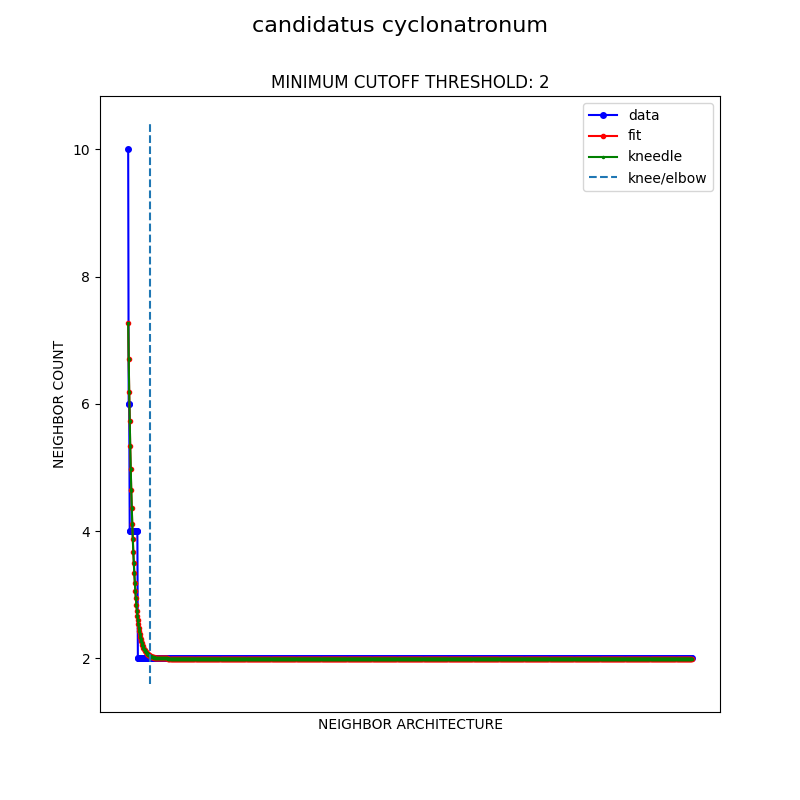 candidatus cyclonatronum
MINIMUM CUTOFF THRESHOLD: 2
data
fit
kneedle
knee/elbow
10
8
6
4
2
NEIGHBOR COUNT
NEIGHBOR ARCHITECTURE